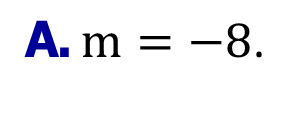 A. m = −8.